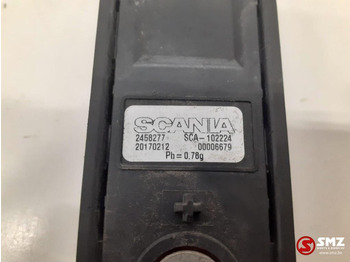 SCANIA
2458277 SCA-102224
20170212 00006679
Pb=0.78g
+
SMZ